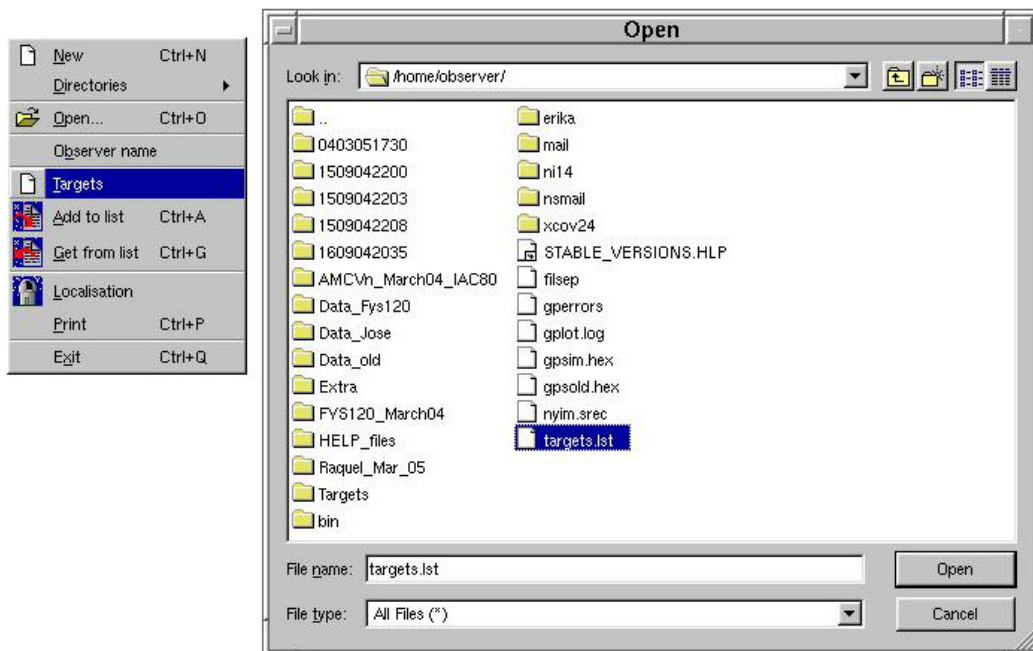 New Ctrl+N
Directories
Open... Ctrl+O
Observer name
Targets
Add to list Ctrl+A
Get from list Ctrl+G
Localisation
Print Ctrl+P
Exit Ctrl+Q
Open
Look in: /home/observer/
..
0403051730
1509042200
1509042203
1509042208
1609042035
AMCVn_March04_IAC80
Data_Fys120
Data_Jose
Data_old
Extra
FYS120_March04
HELP_files
Raquel_Mar_05
Targets
bin
erika
mail
ni14
nsmail
xcov24
STABLE_VERSIONS.HLP
filsep
gperrors
gplot.log
gpsim.hex
gpsold.hex
nyim.srec
targets.lst
File name: targets.lst Open
File type: All Files (*) Cancel